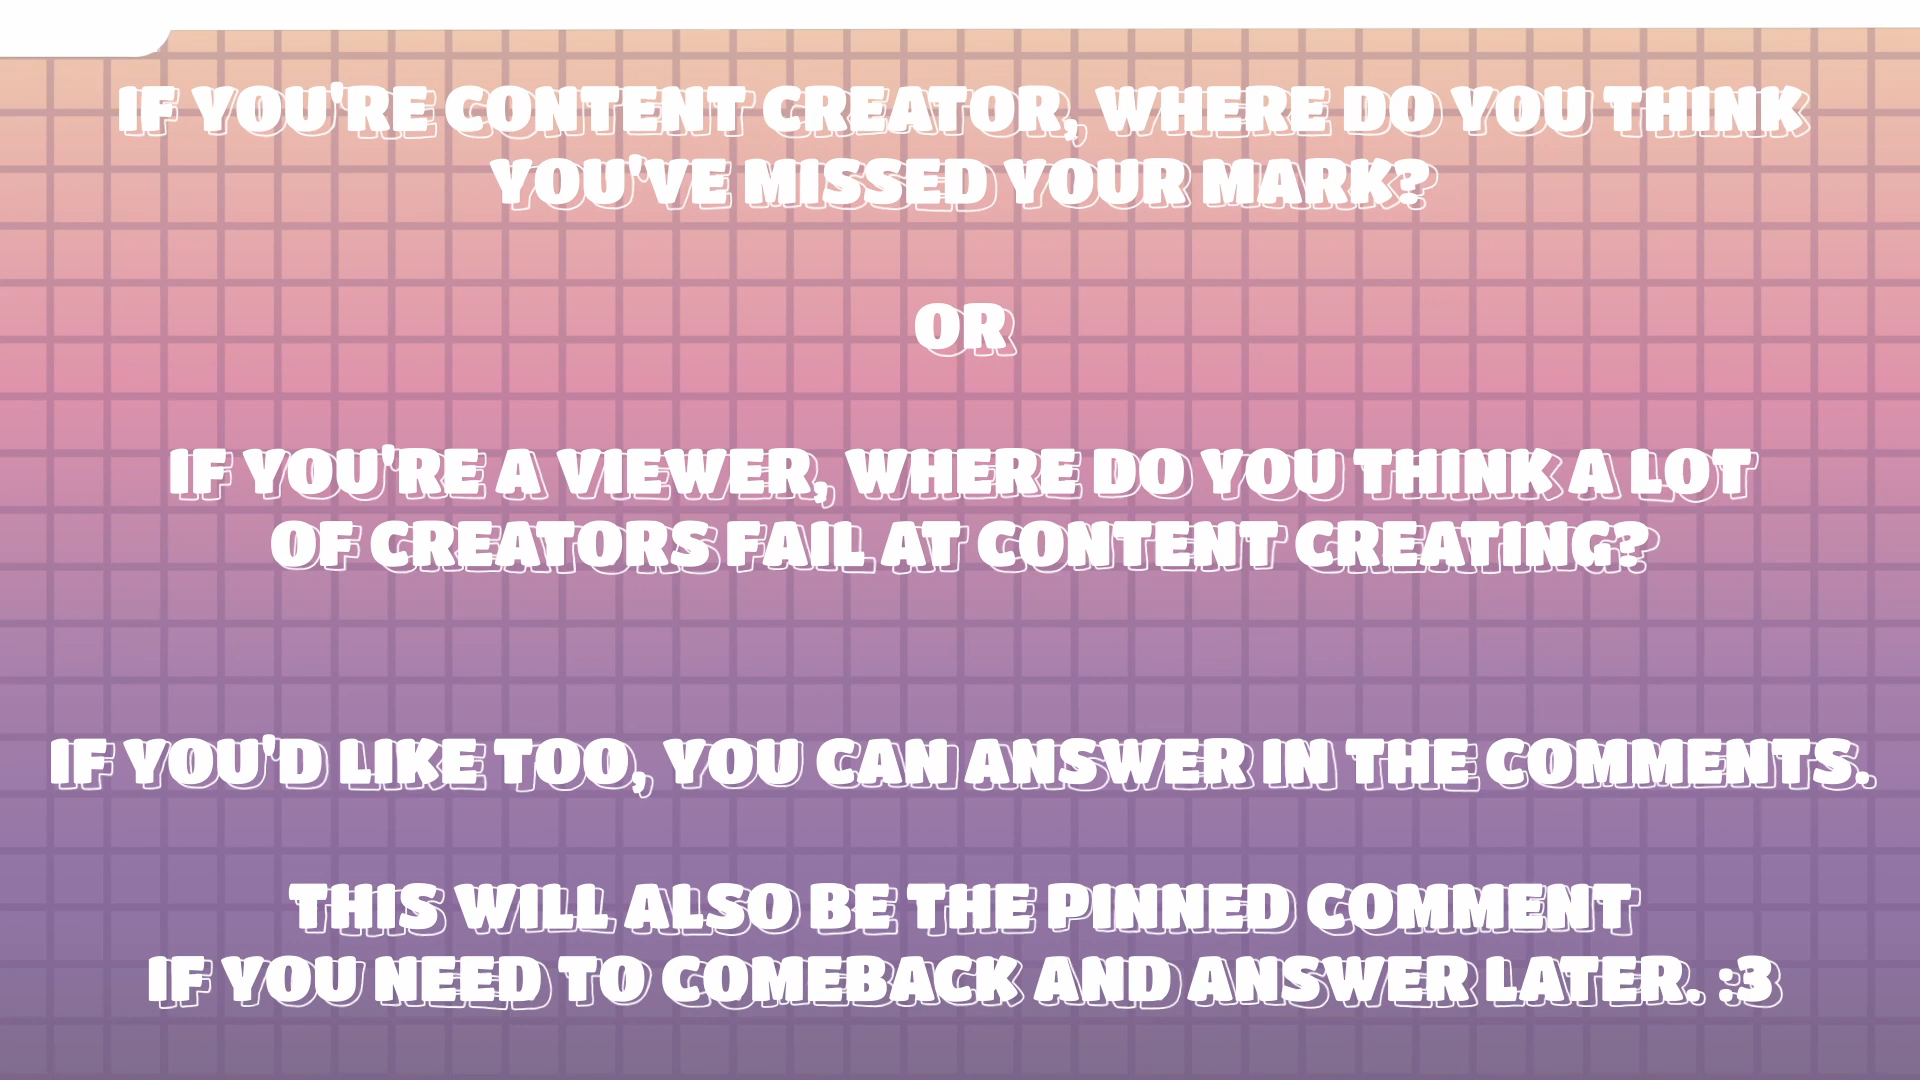 IF YOU'RE CONTENT CREATOR, WHERE DO YOU THINK
YOU'VE MISSED YOUR MARK?
OR
IF YOU'RE A VIEWER, WHERE DO YOU THINK A LOT
OF CREATORS FAIL AT CONTENT CREATING?
IF YOU'D LIKE TOO, YOU CAN ANSWER IN THE COMMENTS.
THIS WILL ALSO BE THE PINNED COMMENT
IF YOU NEED TO COMEBACK AND ANSWER LATER. :3